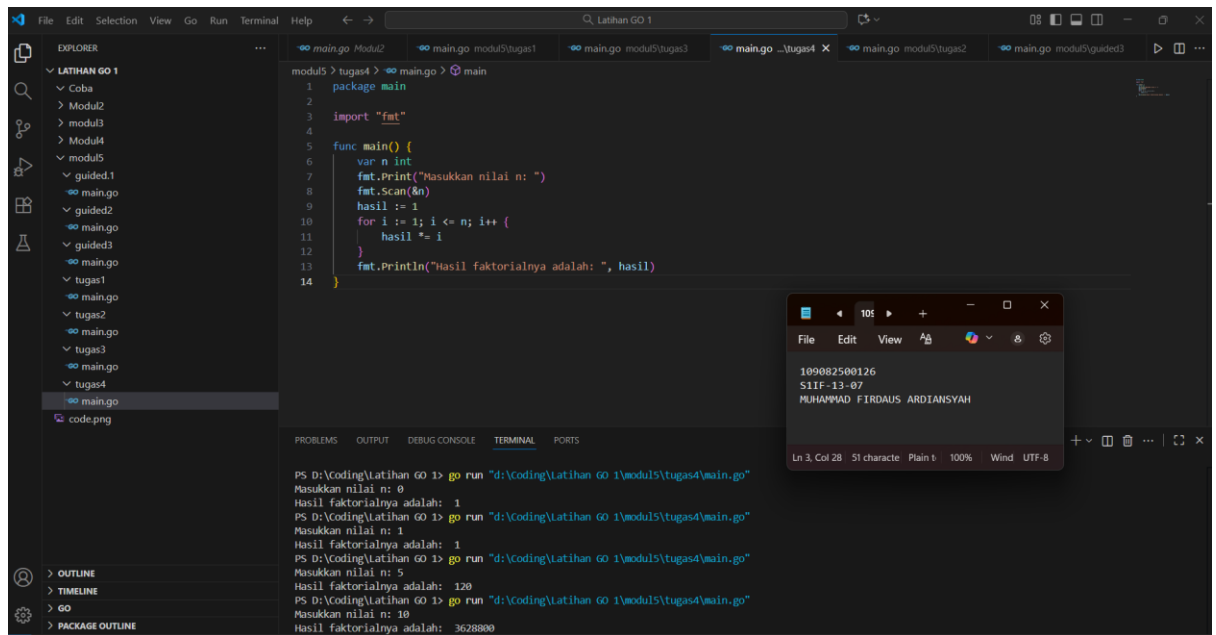 File Edit Selection View Go Run Terminal Help
Latihan GO 1
EXPLORER
LATIHAN GO 1
Coba
Modul2
modul3
Modul4
modul5
guided.1
main.go
guided2
main.go
guided3
main.go
tugas1
main.go
tugas2
main.go
tugas3
main.go
tugas4
main.go
code.png
OUTLINE
TIMELINE
GO
PACKAGE OUTLINE
main.go Modul2 main.go modul5\tugas1 main.go modul5\tugas3 main.go ...\tugas4 main.go modul5\tugas2 main.go modul5\guided3
modul5 > tugas4 > main.go > main
1 package main
2
3 import "fmt"
4
5 func main() {
6 var n int
7 fmt.Print("Masukkan nilai n: ")
8 fmt.Scan(&n)
9 hasil := 1
10 for i := 1; i <= n; i++ {
11 hasil *= i
12 }
13 fmt.Println("Hasil faktorialnya adalah: ", hasil)
14 }
109
File Edit View
109082500126
S1IF-13-07
MUHAMMAD FIRDAUS ARDIANSYAH
Ln 3, Col 28 51 characte Plain t 100% Wind UTF-8
PROBLEMS OUTPUT DEBUG CONSOLE TERMINAL PORTS
PS D:\Coding\Latihan GO 1> go run "d:\Coding\Latihan GO 1\modul5\tugas4\main.go"
Masukkan nilai n: 0
Hasil faktorialnya adalah:  1
PS D:\Coding\Latihan GO 1> go run "d:\Coding\Latihan GO 1\modul5\tugas4\main.go"
Masukkan nilai n: 1
Hasil faktorialnya adalah:  1
PS D:\Coding\Latihan GO 1> go run "d:\Coding\Latihan GO 1\modul5\tugas4\main.go"
Masukkan nilai n: 5
Hasil faktorialnya adalah:  120
PS D:\Coding\Latihan GO 1> go run "d:\Coding\Latihan GO 1\modul5\tugas4\main.go"
Masukkan nilai n: 10
Hasil faktorialnya adalah:  3628800